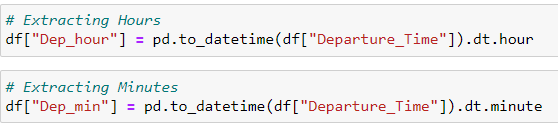 # Extracting Hours
df["Dep_hour"] = pd.to_datetime(df["Departure_Time"]).dt.hour
# Extracting Minutes
df["Dep_min"] = pd.to_datetime(df["Departure_Time"]).dt.minute